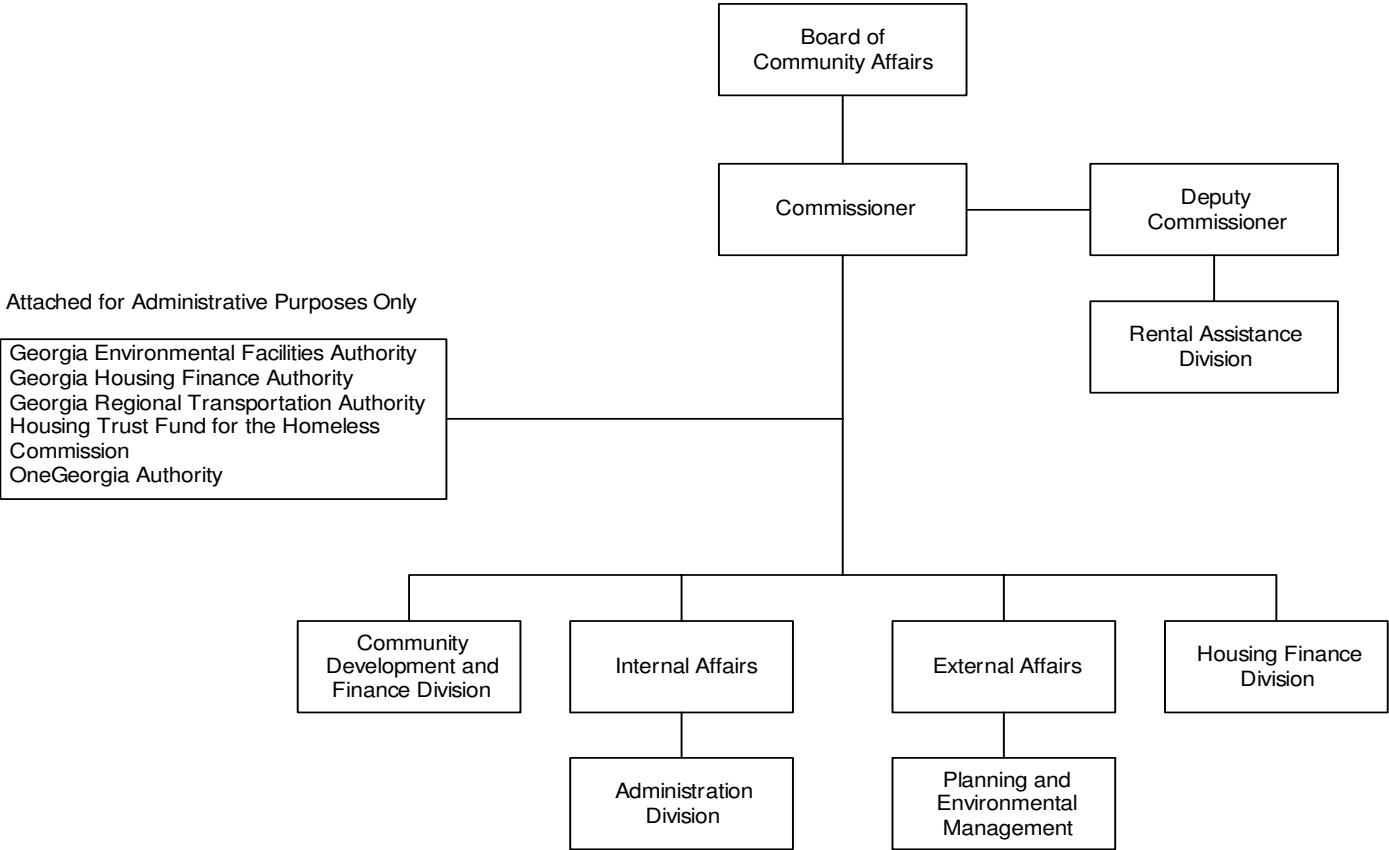 Board of
Community Affairs
Commissioner
Deputy
Commissioner
Attached for Administrative Purposes Only
Rental Assistance
Division
Georgia Environmental Facilities Authority
Georgia Housing Finance Authority
Georgia Regional Transportation Authority
Housing Trust Fund for the Homeless
Commission
OneGeorgia Authority
Community
Development and
Finance Division
Internal Affairs
External Affairs
Housing Finance
Division
Administration
Division
Planning and
Environmental
Management